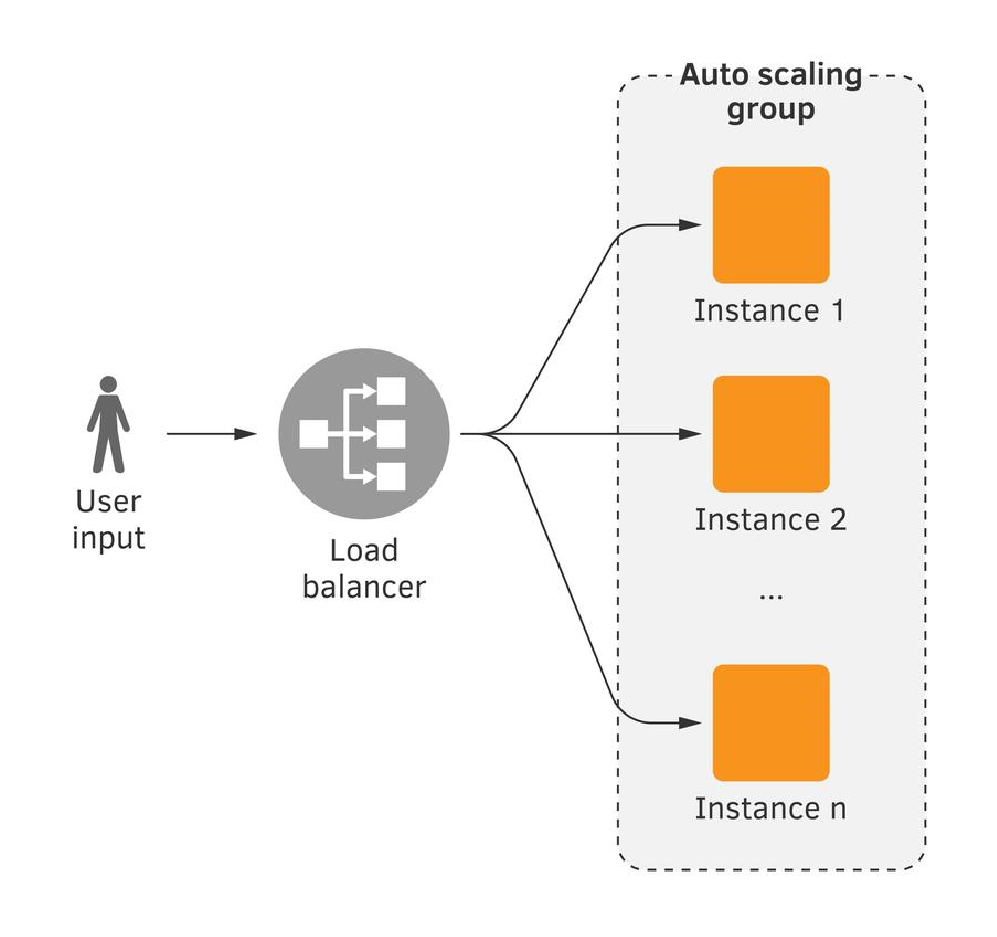 Auto scaling
group
Instance 1
User
input
Load
balancer
Instance 2
...
Instance n